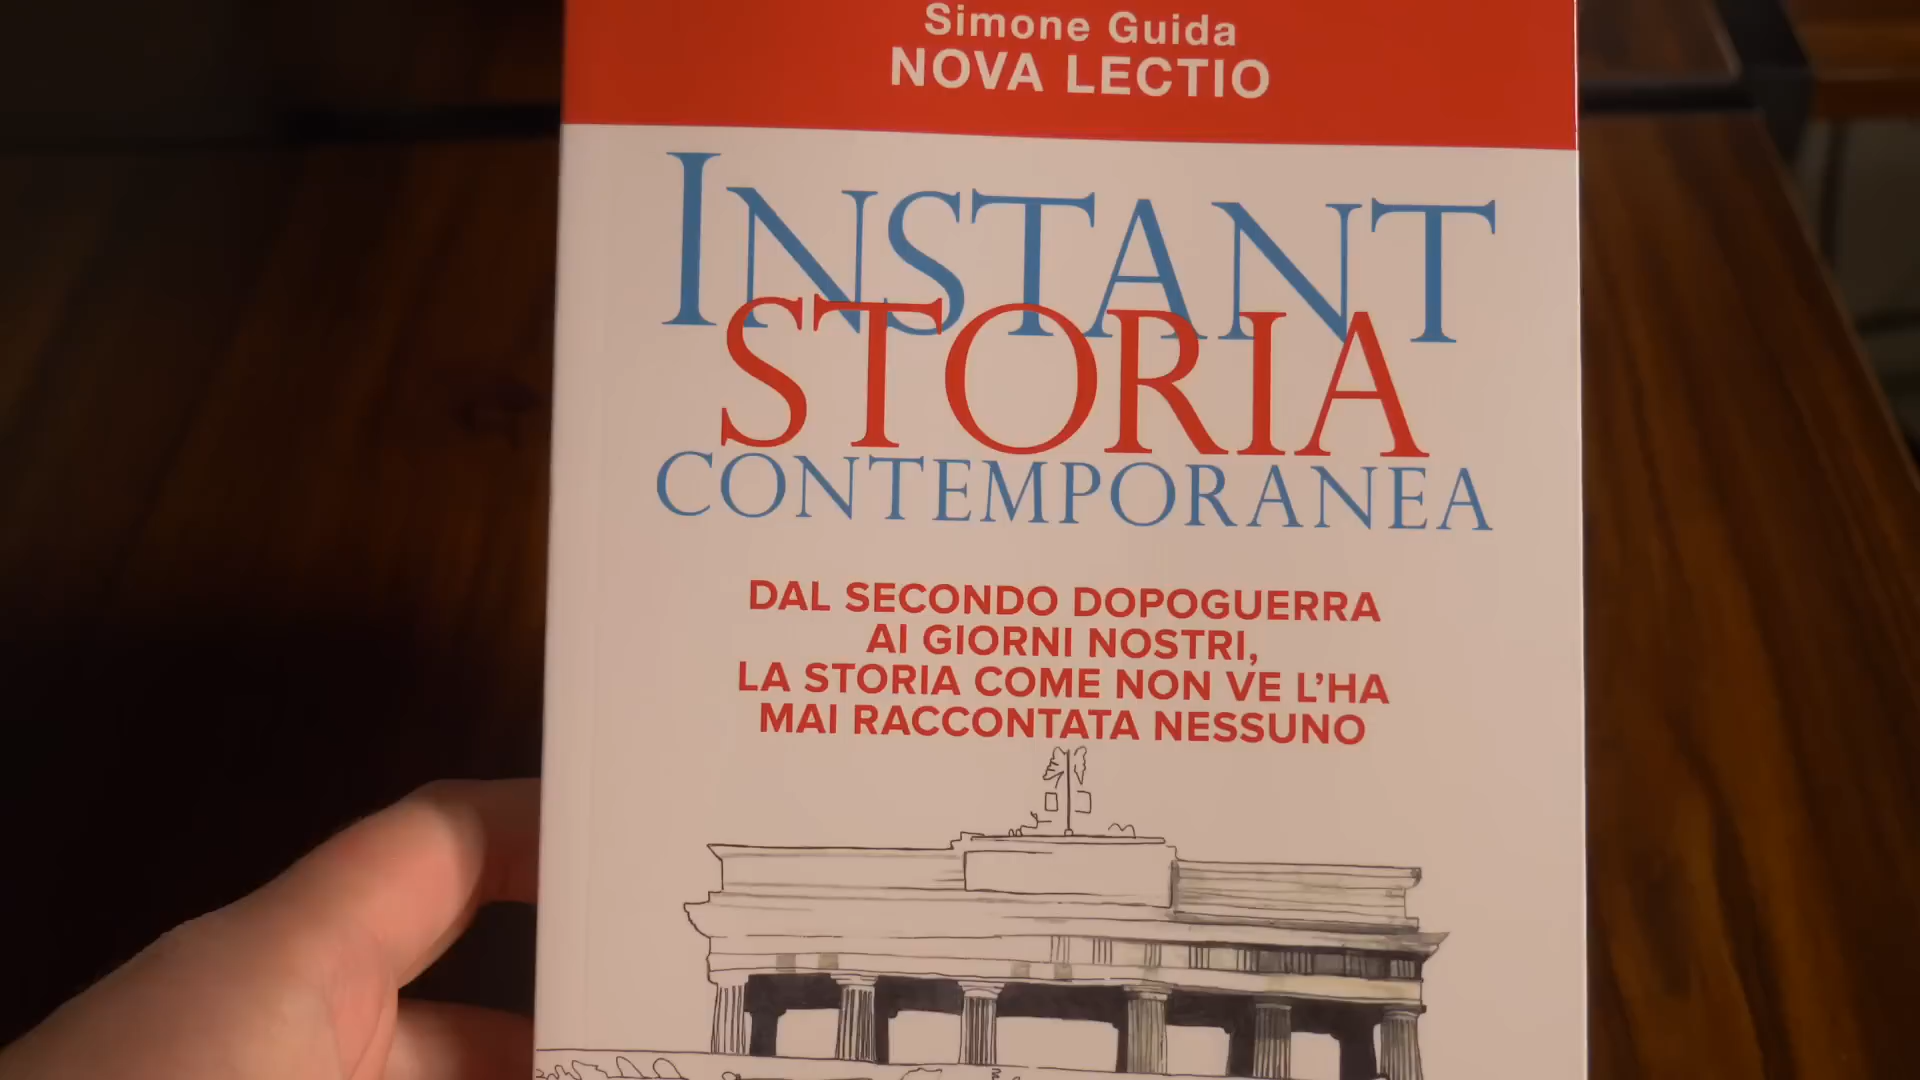 Simone Guida
NOVA LECTIO
INSTANT
STORIA
CONTEMPORANEA
DAL SECONDO DOPOGUERRA
AI GIORNI NOSTRI,
LA STORIA COME NON VE L'HA
MAI RACCONTATA NESSUNO